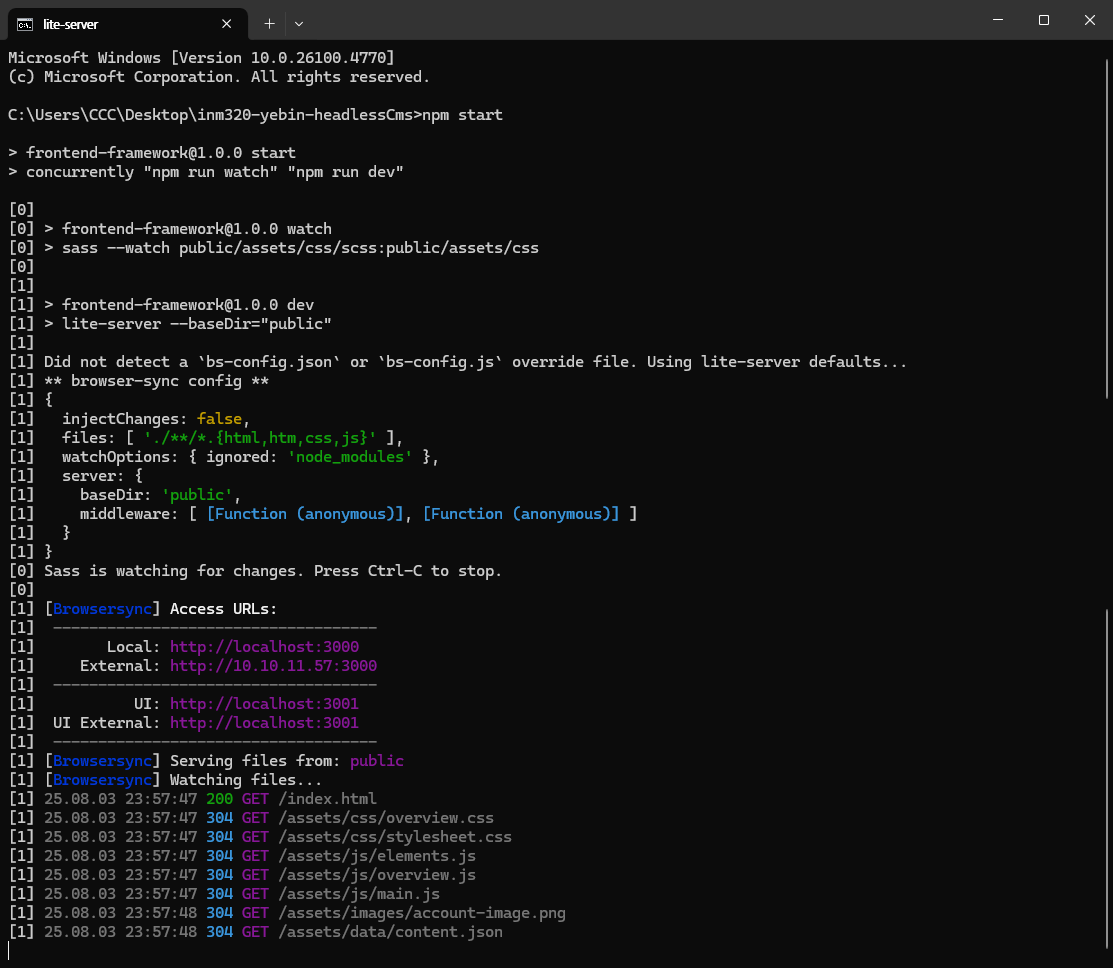 lite-server
Microsoft Windows [Version 10.0.26100.4770]
(c) Microsoft Corporation. All rights reserved.
C:\Users\CCC\Desktop\inm320-yebin-headlessCms>npm start
> frontend-framework@1.0.0 start
> concurrently "npm run watch" "npm run dev"
[0]
[0] > frontend-framework@1.0.0 watch
[0] > sass --watch public/assets/css/scss:public/assets/css
[0]
[1]
[1] > frontend-framework@1.0.0 dev
[1] > lite-server --baseDir="public"
[1]
[1] Did not detect a `bs-config.json` or `bs-config.js` override file. Using lite-server defaults...
[1] ** browser-sync config **
[1] {
[1]   injectChanges: false,
[1]   files: [ './**/*.{html,htm,css,js}' ],
[1]   watchOptions: { ignored: 'node_modules' },
[1]   server: {
[1]     baseDir: 'public',
[1]     middleware: [ [Function (anonymous)], [Function (anonymous)] ]
[1]   }
[1] }
[0] Sass is watching for changes. Press Ctrl-C to stop.
[0]
[1] [Browsersync] Access URLs:
[1]  ------------------------------------
[1]        Local: http://localhost:3000
[1]     External: http://10.10.11.57:3000
[1]  ------------------------------------
[1]           UI: http://localhost:3001
[1]  UI External: http://localhost:3001
[1]  ------------------------------------
[1] [Browsersync] Serving files from: public
[1] [Browsersync] Watching files...
[1] 25.08.03 23:57:47 200 GET /index.html
[1] 25.08.03 23:57:47 304 GET /assets/css/overview.css
[1] 25.08.03 23:57:47 304 GET /assets/css/stylesheet.css
[1] 25.08.03 23:57:47 304 GET /assets/js/elements.js
[1] 25.08.03 23:57:47 304 GET /assets/js/overview.js
[1] 25.08.03 23:57:47 304 GET /assets/js/main.js
[1] 25.08.03 23:57:48 304 GET /assets/images/account-image.png
[1] 25.08.03 23:57:48 304 GET /assets/data/content.json